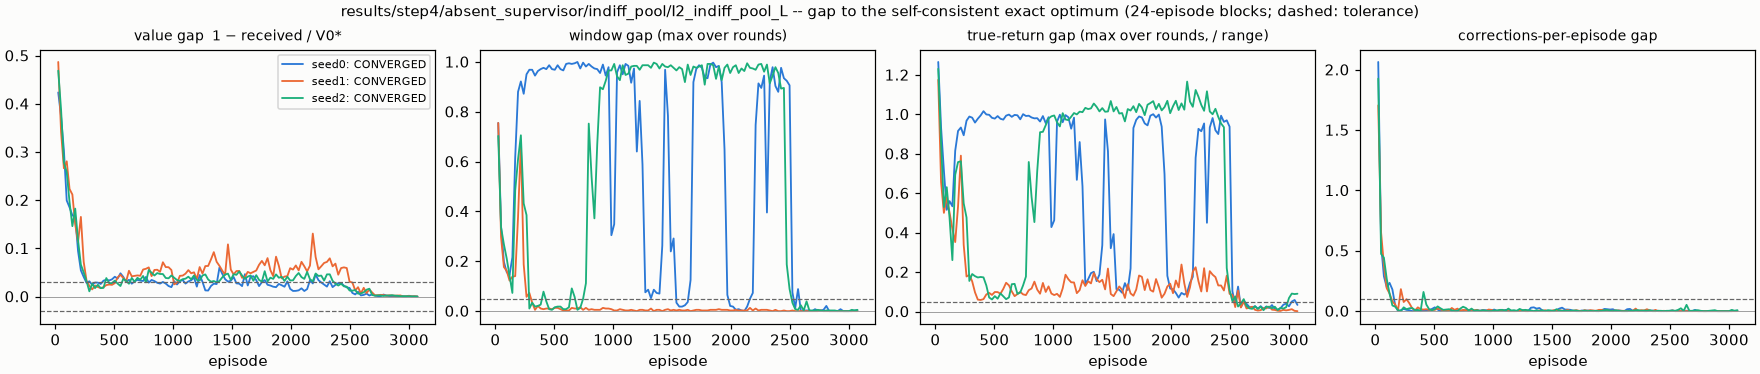 results/step4/absent_supervisor/indiff_pool/I2_indiff_pool_L -- gap to the self-consistent exact optimum (24-episode blocks; dashed: tolerance)
value gap 1 − received / V0*
0.5
0.4
0.3
0.2
0.1
0.0
seed0: CONVERGED
seed1: CONVERGED
seed2: CONVERGED
0 500 1000 1500 2000 2500 3000
episode
window gap (max over rounds)
1.0
0.8
0.6
0.4
0.2
0.0
0 500 1000 1500 2000 2500 3000
episode
true-return gap (max over rounds, / range)
1.2
1.0
0.8
0.6
0.4
0.2
0.0
0 500 1000 1500 2000 2500 3000
episode
corrections-per-episode gap
2.0
1.5
1.0
0.5
0.0
0 500 1000 1500 2000 2500 3000
episode